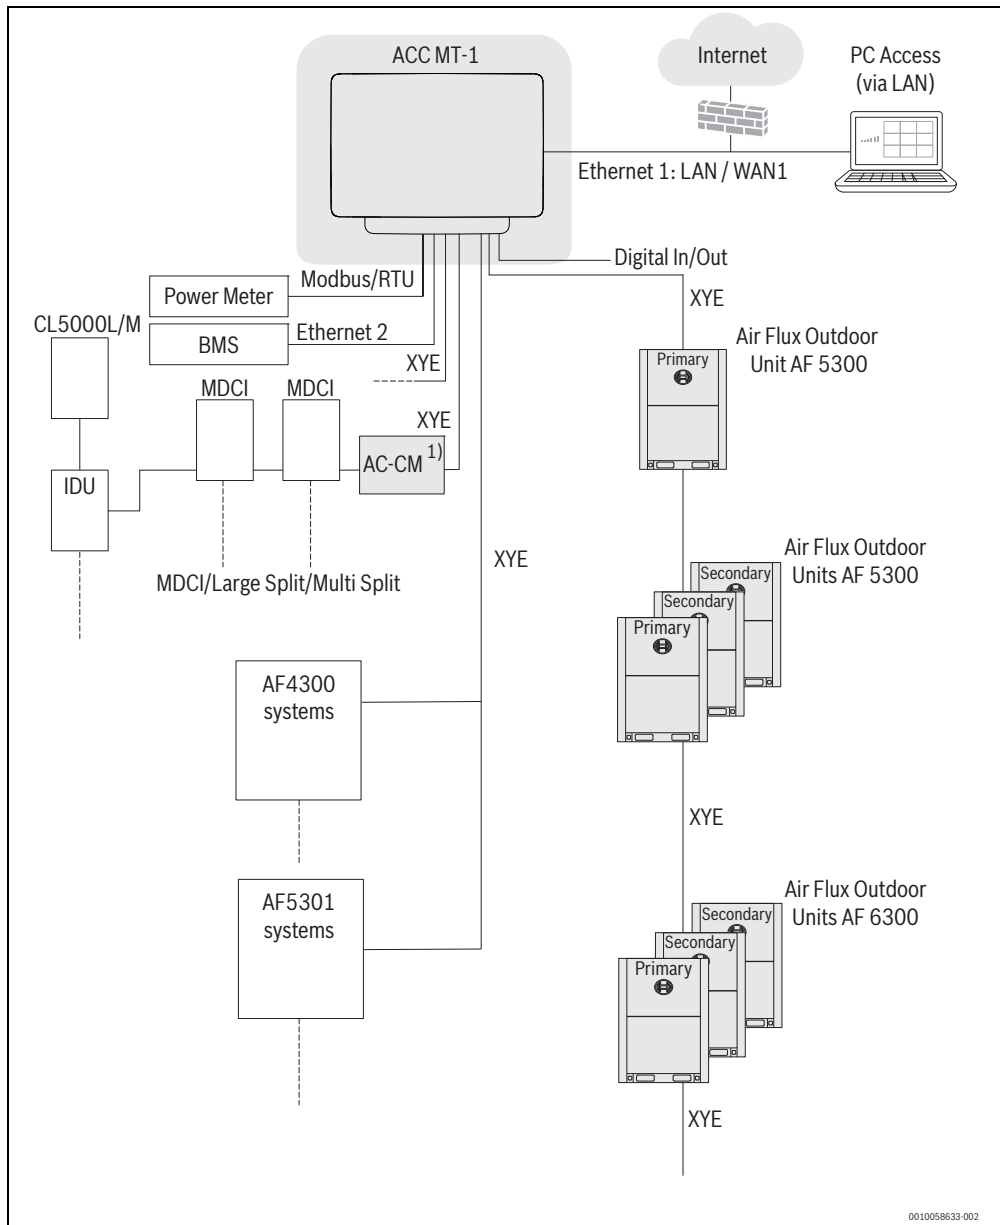 ACC MT-1
Internet
PC Access
(via LAN)
Ethernet 1: LAN / WAN1
Digital In/Out
Modbus/RTU
Power Meter
XYE
CL5000L/M
Ethernet 2
BMS
Air Flux Outdoor
Unit AF 5300
Primary
XYE
MDCI
MDCI
XYE
AC-CM 1)
IDU
XYE
Air Flux Outdoor
Units AF 5300
MDCI/Large Split/Multi Split
Secondary
Secondary
Primary
AF4300
systems
XYE
AF5301
systems
Air Flux Outdoor
Units AF 6300
Secondary
Secondary
Primary
XYE
0010058633-002